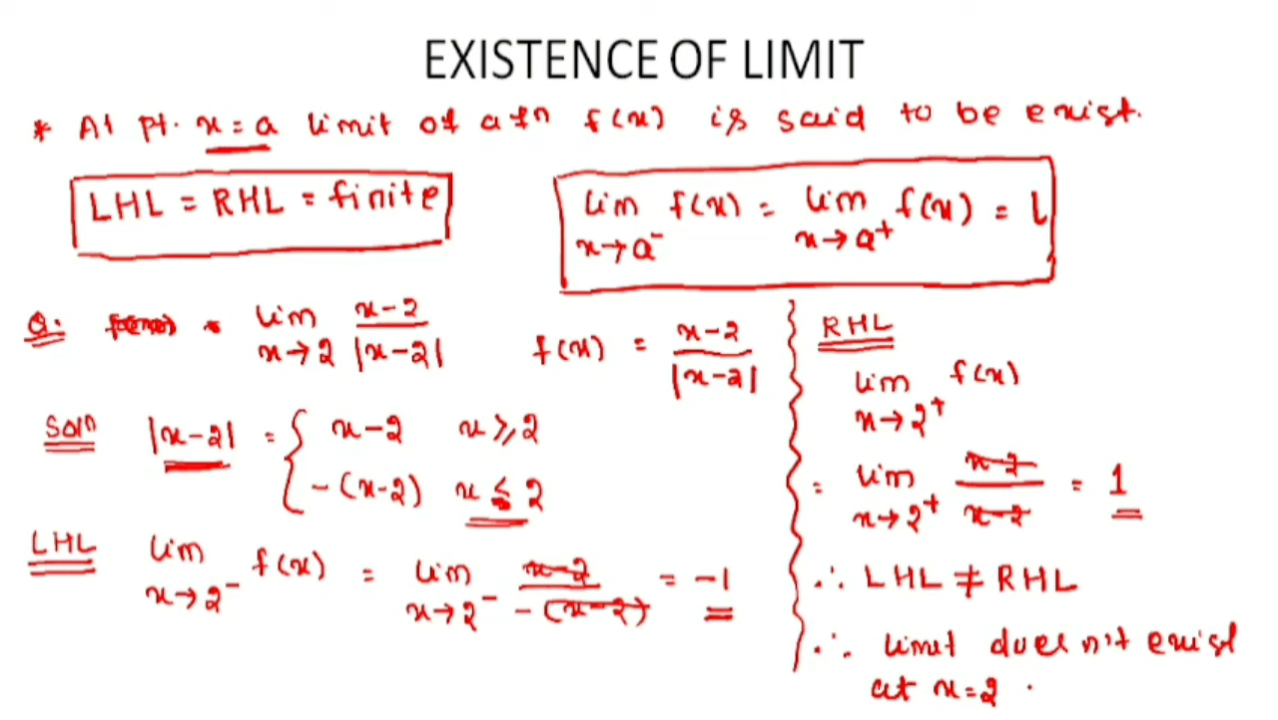 EXISTENCE OF LIMIT
* At pt. x = a limit of a fn f(x) is said to be exist.
LHL = RHL = finite
lim f(x) = lim f(x) = l
x→a⁻ x→a⁺
Q. lim x-2
x→2 |x-2|
f(x) = x-2
|x-2|
Soln |x-2| = { x-2 x ≥ 2
-(x-2) x ≤ 2
LHL lim f(x) = lim x-2 = -1
x→2⁻ x→2⁻ -(x-2)
RHL
lim f(x)
x→2⁺
= lim x-2 = 1
x→2⁺ x-2
∴ LHL ≠ RHL
∴ limit does n't exist
at x=2 .